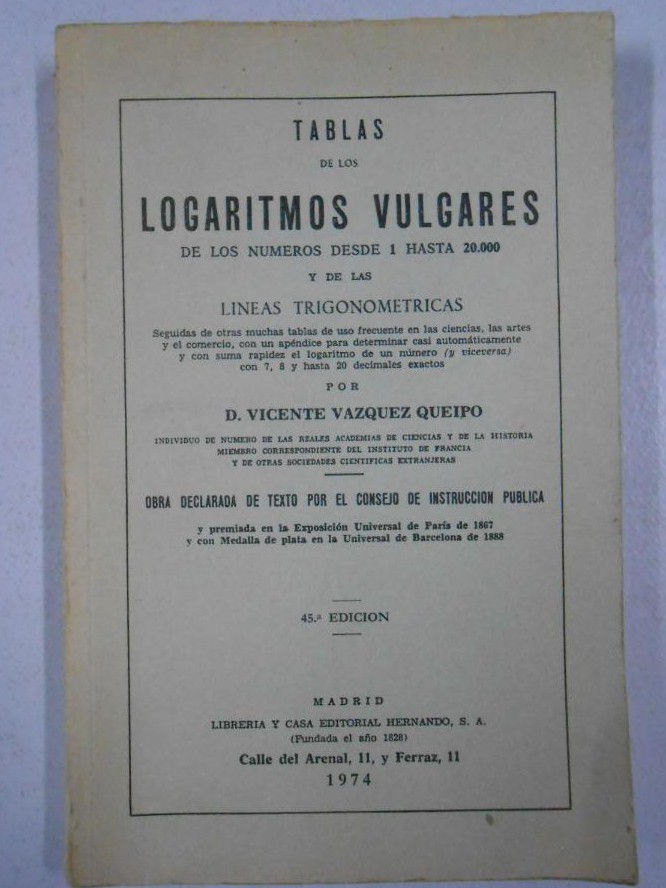 TABLAS
DE LOS
LOGARITMOS VULGARES
DE LOS NUMEROS DESDE 1 HASTA 20.000
Y DE LAS
LINEAS TRIGONOMETRICAS
Seguidas de otras muchas tablas de uso frecuente en las ciencias, las artes
y el comercio, con un apéndice para determinar casi automáticamente
y con suma rapidez el logaritmo de un número (y viceversa)
con 7, 8 y hasta 20 decimales exactos
POR
D. VICENTE VAZQUEZ QUEIPO
INDIVIDUO DE NUMERO DE LAS REALES ACADEMIAS DE CIENCIAS Y DE LA HISTORIA
MIEMBRO CORRESPONDIENTE DEL INSTITUTO DE FRANCIA
Y DE OTRAS SOCIEDADES CIENTIFICAS EXTRANJERAS
OBRA DECLARADA DE TEXTO POR EL CONSEJO DE INSTRUCCION PUBLICA
y premiada en la Exposición Universal de París de 1867
y con Medalla de plata en la Universal de Barcelona de 1888
45.ª EDICION
MADRID
LIBRERIA Y CASA EDITORIAL HERNANDO, S. A.
(Fundada el año 1828)
Calle del Arenal, 11, y Ferraz, 11
1974